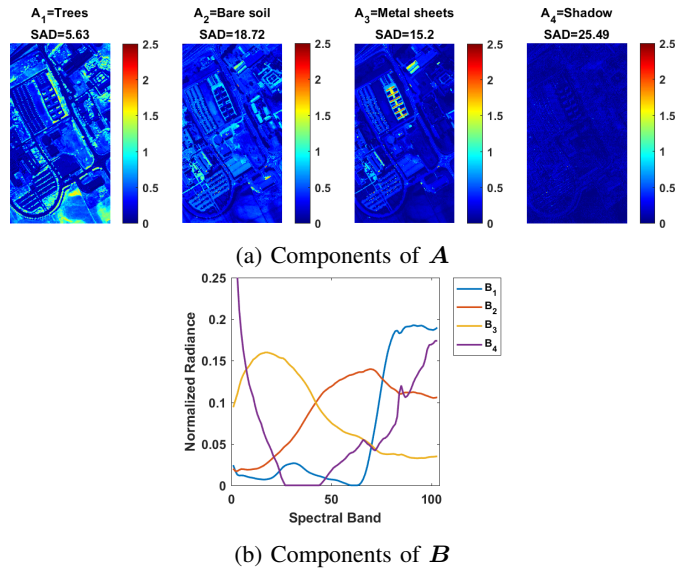 A1=Trees
SAD=5.63
A2=Bare soil
SAD=18.72
A3=Metal sheets
SAD=15.2
A4=Shadow
SAD=25.49
2.5
2
1.5
1
0.5
0
2.5
2
1.5
1
0.5
0
2.5
2
1.5
1
0.5
0
2.5
2
1.5
1
0.5
0
(a) Components of A
0.25
0.2
0.15
0.1
0.05
0
Normalized Radiance
0 50 100
Spectral Band
B1
B2
B3
B4
(b) Components of B